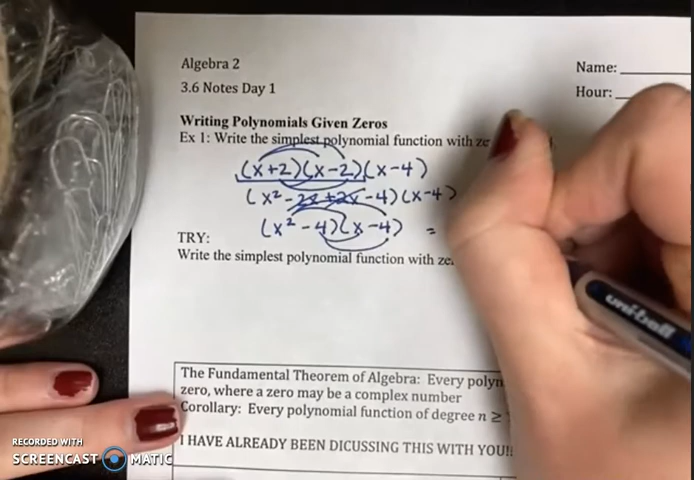 Algebra 2
Name:
3.6 Notes Day 1
Hour:
Writing Polynomials Given Zeros
Ex 1: Write the simplest polynomial function with
(x+2)(x-2)(x-4)
(x²-2x+2x-4)(x-4)
(x²-4)(x-4) =
TRY:
Write the simplest polynomial function with
The Fundamental Theorem of Algebra: Every
zero, where a zero may be a complex number
Corollary: Every polynomial function of degree n ≥
I HAVE ALREADY BEEN DICUSSING THIS WITH YOU!!
uni-ball
RECORDED WITH
SCREENCAST MATIC